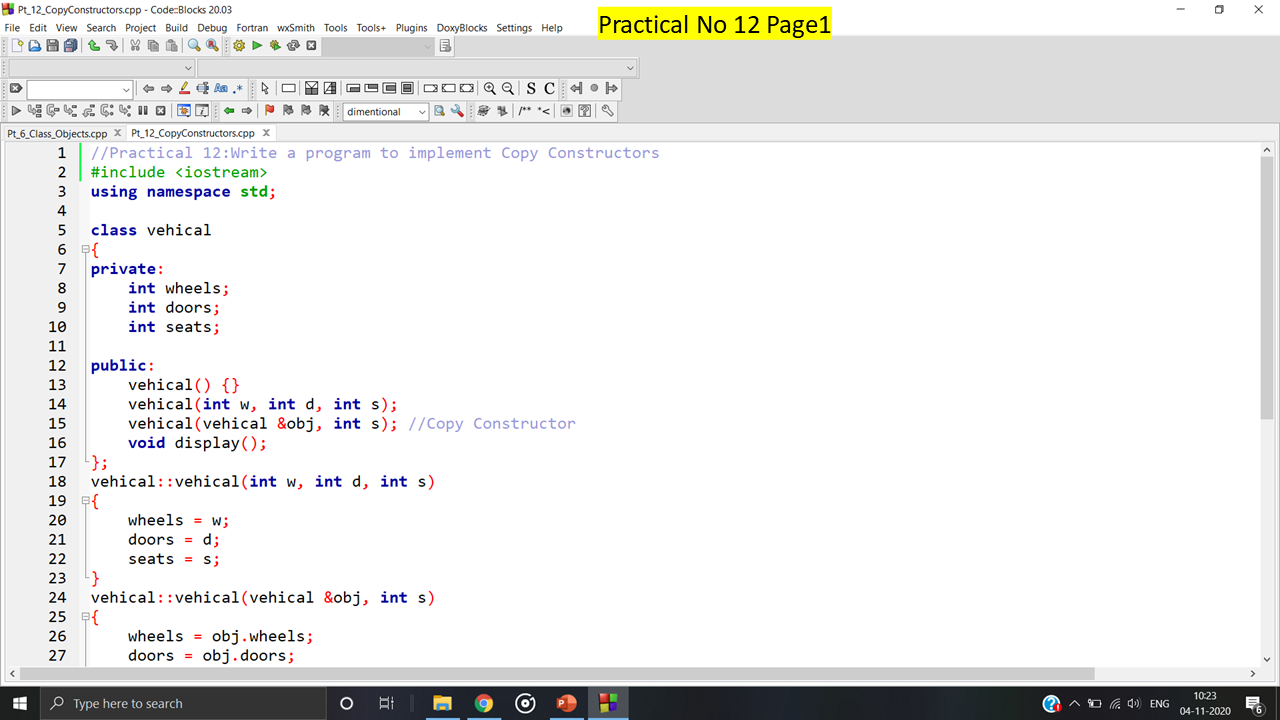 Pt_12_CopyConstructors.cpp - Code::Blocks 20.03
Practical No 12 Page1
File Edit View Search Project Build Debug Fortran wxSmith Tools Tools+ Plugins DoxyBlocks Settings Help
S C
dimentional /** *<
Pt_6_Class_Objects.cpp Pt_12_CopyConstructors.cpp
1 //Practical 12:Write a program to implement Copy Constructors
2 #include <iostream>
3 using namespace std;
4
5 class vehical
6 {
7 private:
8 int wheels;
9 int doors;
10 int seats;
11
12 public:
13 vehical() {}
14 vehical(int w, int d, int s);
15 vehical(vehical &obj, int s); //Copy Constructor
16 void display();
17 };
18 vehical::vehical(int w, int d, int s)
19 {
20 wheels = w;
21 doors = d;
22 seats = s;
23 }
24 vehical::vehical(vehical &obj, int s)
25 {
26 wheels = obj.wheels;
27 doors = obj.doors;
Type here to search
ENG
10:23
04-11-2020
6